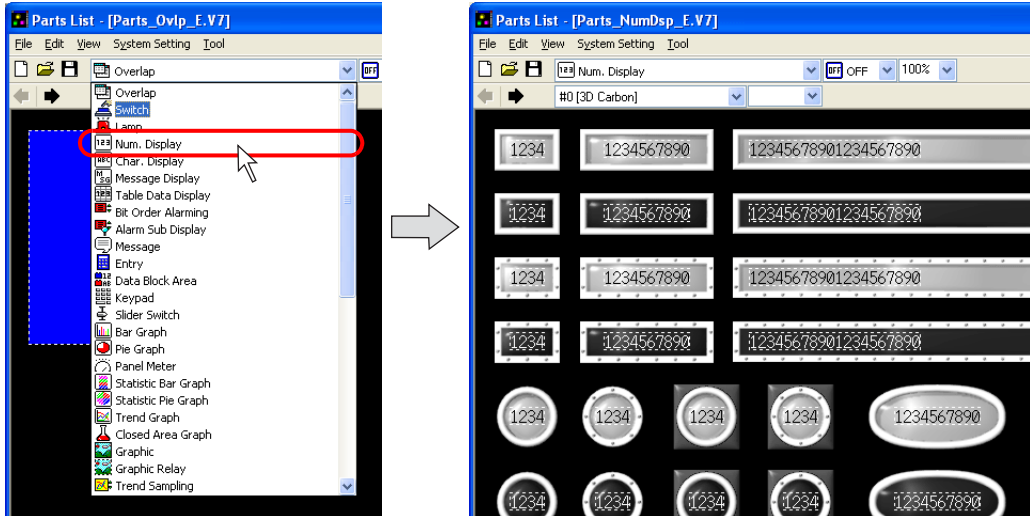 Parts List - [Parts_Ovlp_E.V7]
File Edit View System Setting Tool
Overlap
OFF
Overlap
Switch
Lamp
123 Num. Display
ABC Char. Display
MSG Message Display
123 Table Data Display
Bit Order Alarming
Alarm Sub Display
Message
Entry
Data Block Area
Keypad
Slider Switch
Bar Graph
Pie Graph
Panel Meter
Statistic Bar Graph
Statistic Pie Graph
Trend Graph
Closed Area Graph
Graphic
Graphic Relay
Trend Sampling
Parts List - [Parts_NumDsp_E.V7]
File Edit View System Setting Tool
123 Num. Display OFF OFF 100%
#0 [3D Carbon]
1234 1234567890 12345678901234567890
1234 1234567890 12345678901234567890
1234 1234567890 12345678901234567890
1234 1234567890 12345678901234567890
1234 1234 1234 1234 1234567890
1234 1234 1234 1234 1234567890